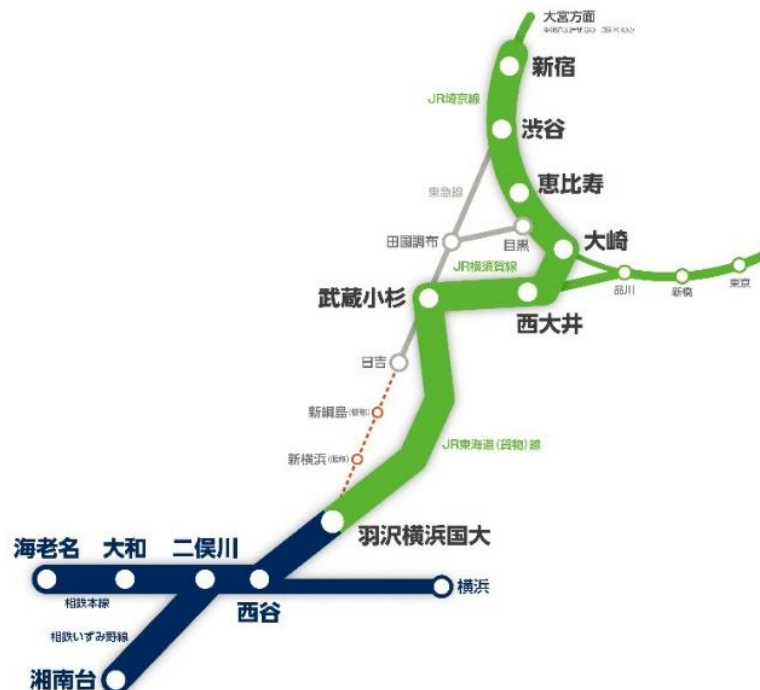 大宮方面
新宿
JR埼京線
渋谷
東急線
恵比寿
田園調布
目黒
大崎
JR横須賀線
武蔵小杉
西大井
品川
新橋
東京
日吉
新綱島(仮称)
新横浜(仮称)
JR東海道(貨物)線
羽沢横浜国大
海老名
大和
二俣川
西谷
横浜
相鉄本線
相鉄いずみ野線
湘南台